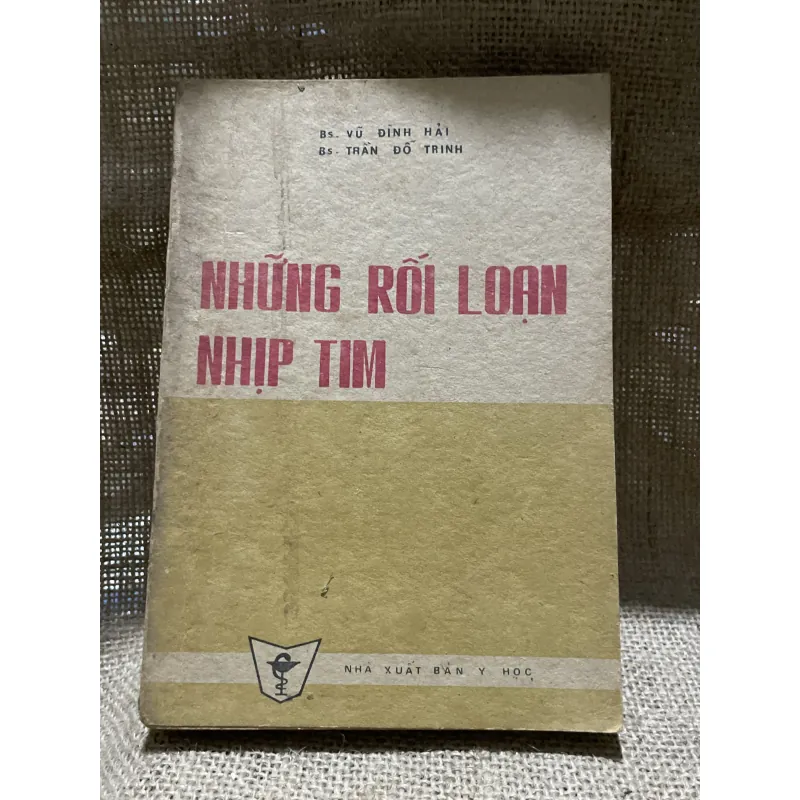 Bs. VŨ ĐÌNH HẢI
Bs. TRẦN ĐỖ TRINH
NHỮNG RỐI LOẠN
NHỊP TIM
NHÀ XUẤT BẢN Y HỌC